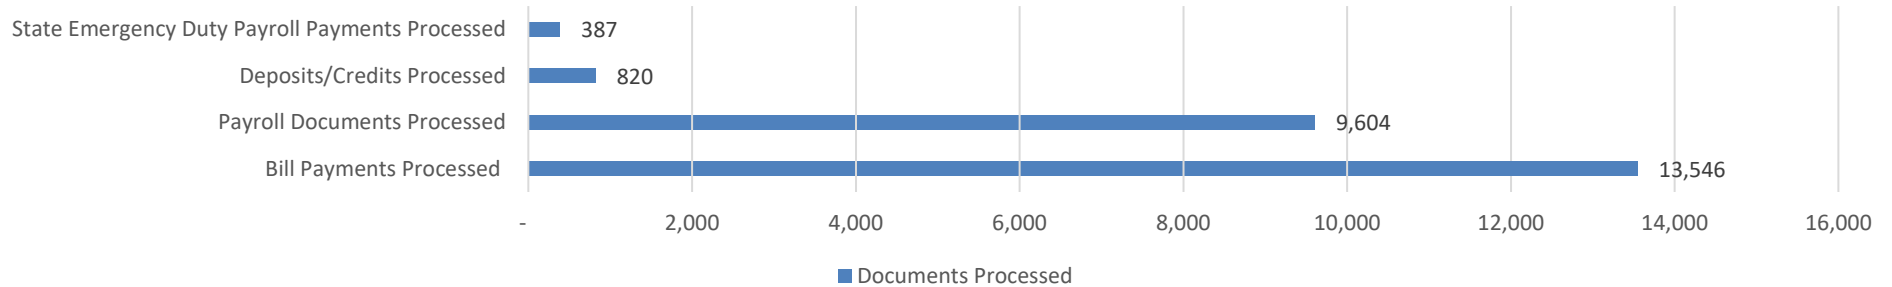 State Emergency Duty Payroll Payments Processed 387
Deposits/Credits Processed 820
Payroll Documents Processed 9,604
Bill Payments Processed 13,546
- 2,000 4,000 6,000 8,000 10,000 12,000 14,000 16,000
Documents Processed